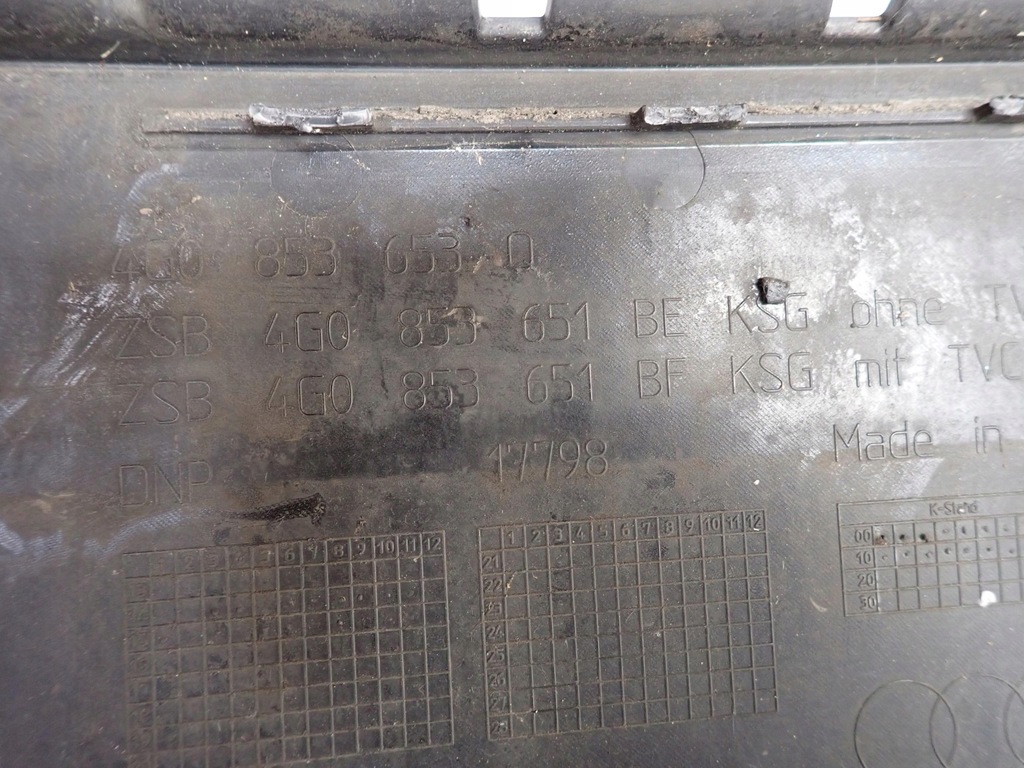 4G0 853 653 Q
ZSB 4G0 853 651 BE KSG ohne TV
ZSB 4G0 853 651 BF KSG mit TVC
DNP 17798 Made in
2 3 4 5 6 7 8 9 10 11 12
1 2 3 4 5 6 7 8 9 10 11 12
21
22
23
24
25
26
27
K-Stand
00
10
20
30